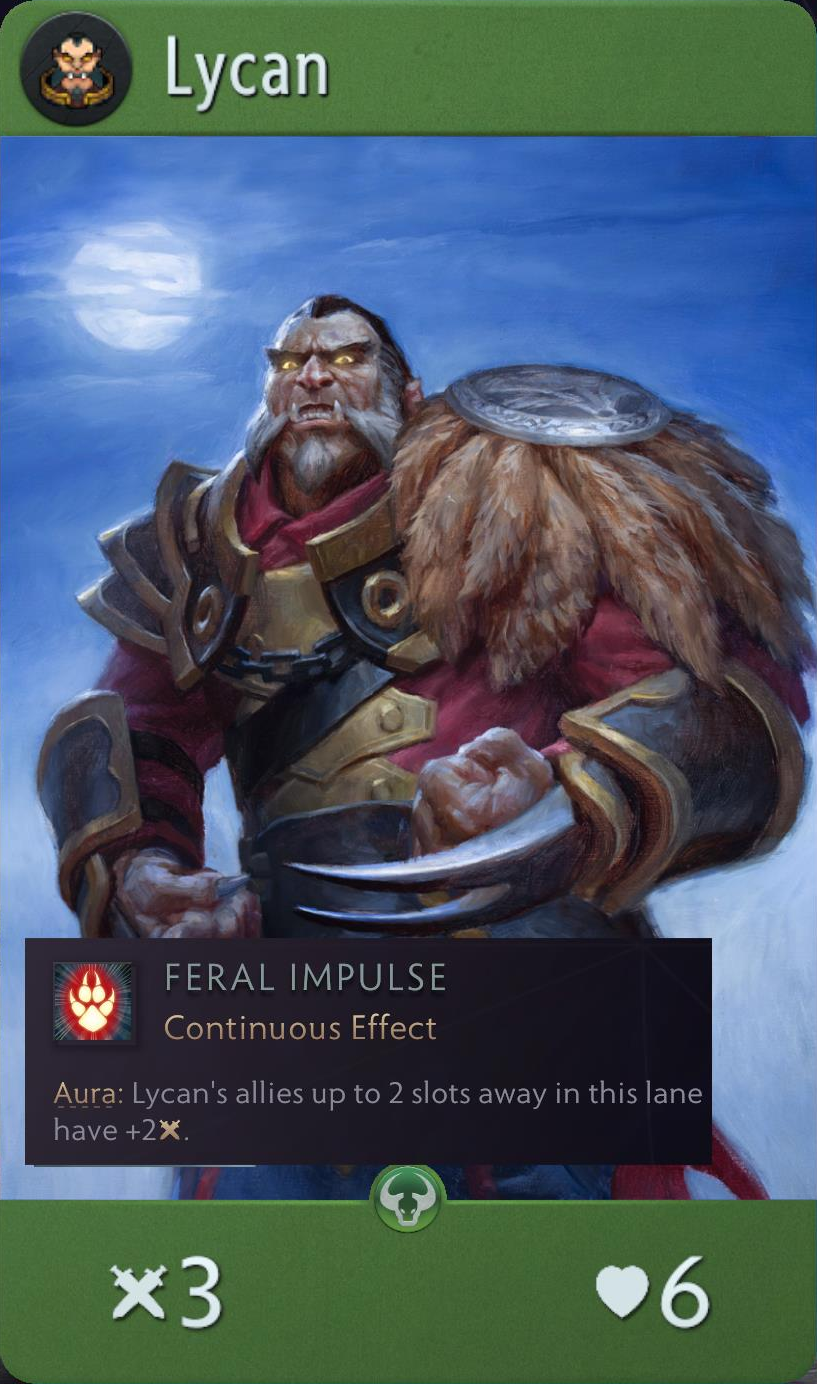 Lycan
FERAL IMPULSE
Continuous Effect
Aura: Lycan's allies up to 2 slots away in this lane
have +2.
3 6